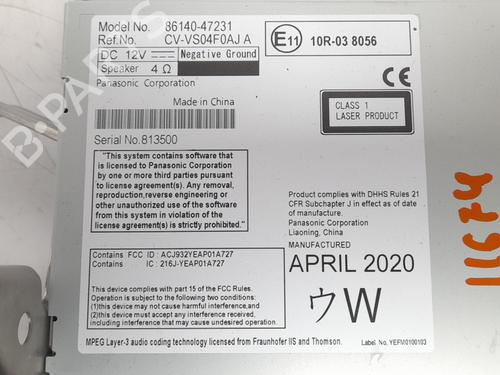 Model No. 86140-47231
Ref.No. CV-VS04F0AJ A
DC 12V Negative Ground
Speaker 4 Ω
Panasonic Corporation
E11 10R-03 8056
Made in China
CE
CLASS 1
LASER PRODUCT
Serial No.813500
"This system contains software that
is licensed to Panasonic Corporation
by one or more third parties pursuant
to license agreement(s). Any removal,
reproduction,reverse engineering or
other unauthorized use of the software
from this system in violation of the
license agreement(s) is strictly prohibited."
Product complies with DHHS Rules 21
CFR Subchapter J in effect as of date
of manufacture.
Panasonic Corporation
Liaoning, China
MANUFACTURED
APRIL 2020
ウW
Contains FCC ID : ACJ932YEAP01A727
Contains IC : 216J-YEAP01A727
This device complies with part 15 of the FCC Rules.
Operation is subject to the following two conditions:
(1)this device may not cause harmful interference,and
(2)this device must accept any interference received,
including interference that may cause undesired operation.
MPEG Layer-3 audio coding technology licensed from Fraunhofer IIS and Thomson.
Label No. YEFM0100103
11674
B PARTS